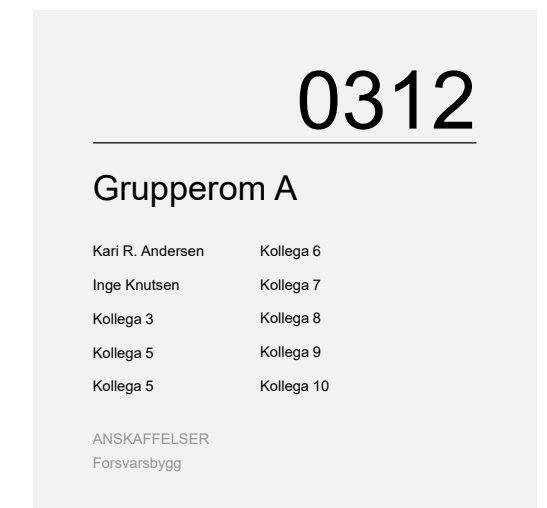 0312
Grupperom A
Kari R. Andersen
Inge Knutsen
Kollega 3
Kollega 5
Kollega 5
Kollega 6
Kollega 7
Kollega 8
Kollega 9
Kollega 10
ANSKAFFELSER
Forsvarsbygg